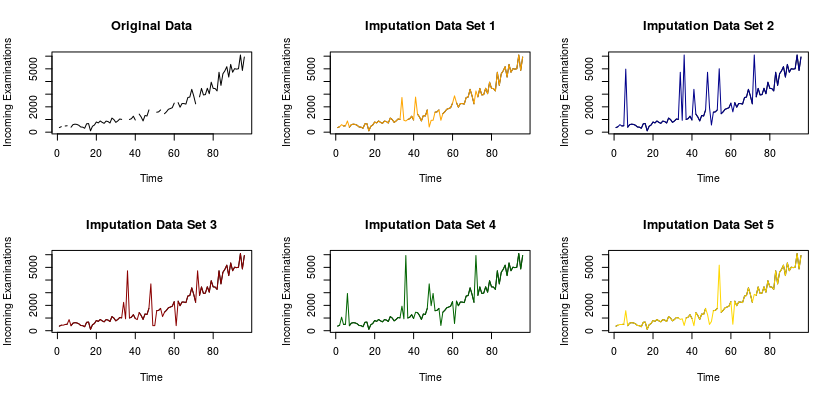 Original Data
Imputation Data Set 1
Imputation Data Set 2
Incoming Examinations
0 2000 5000
0 20 40 60 80
Time
Incoming Examinations
0 2000 5000
0 20 40 60 80
Time
Incoming Examinations
0 2000 5000
0 20 40 60 80
Time
Imputation Data Set 3
Imputation Data Set 4
Imputation Data Set 5
Incoming Examinations
0 2000 5000
0 20 40 60 80
Time
Incoming Examinations
0 2000 5000
0 20 40 60 80
Time
Incoming Examinations
0 2000 5000
0 20 40 60 80
Time